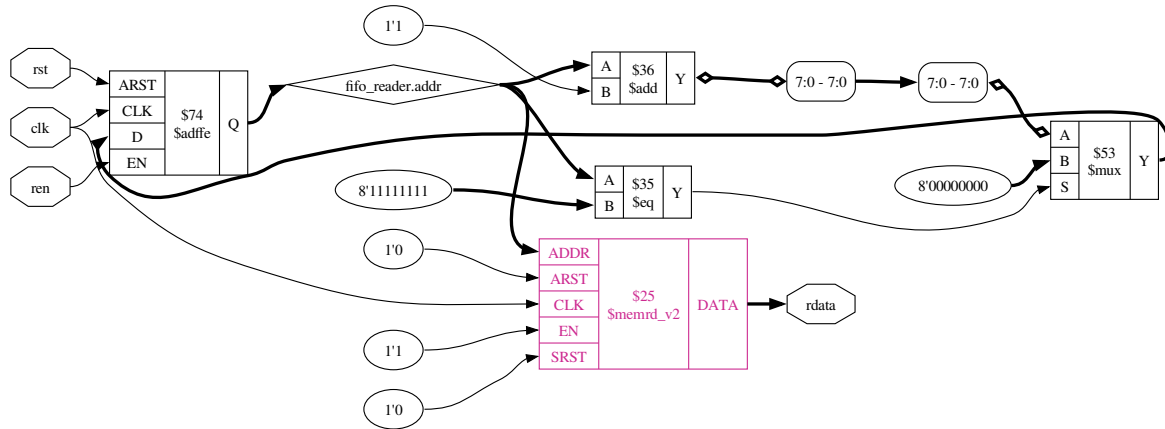 rst
clk
ren
ARST
CLK
D
EN
$74
$adffe
Q
1'1
fifo_reader.addr
8'11111111
1'0
1'1
1'0
A
B
$36
$add
Y
A
B
$35
$eq
Y
ADDR
ARST
CLK
EN
SRST
$25
$memrd_v2
DATA
7:0 - 7:0
7:0 - 7:0
rdata
8'00000000
A
B
S
$53
$mux
Y